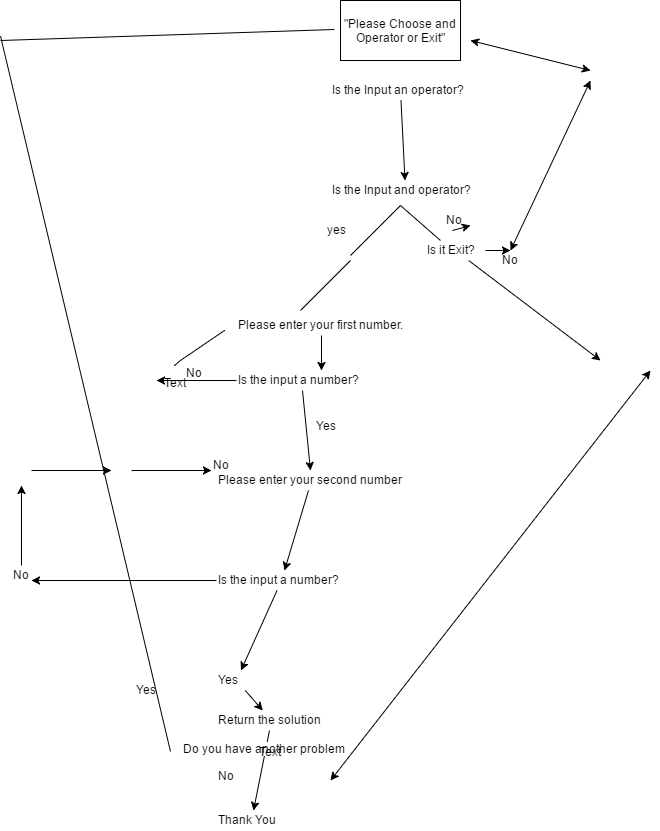 "Please Choose and
Operator or Exit"
Is the Input an operator?
Is the Input and operator?
No
yes
Is it Exit?
No
Please enter your first number.
No
Text
Is the input a number?
Yes
No
Please enter your second number
No
Is the input a number?
Yes
Yes
Return the solution
Do you have another problem
Text
No
Thank You